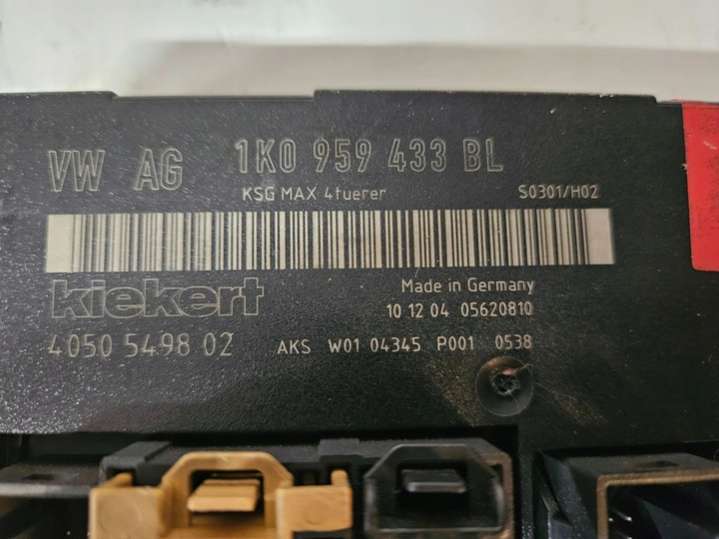 VW AG 1K0 959 433 BL
KSG MAX 4tuerer S0301/H02
kiekert Made in Germany
10 12 04 05620810
4050 5498 02 AKS W01 04345 P001 0538